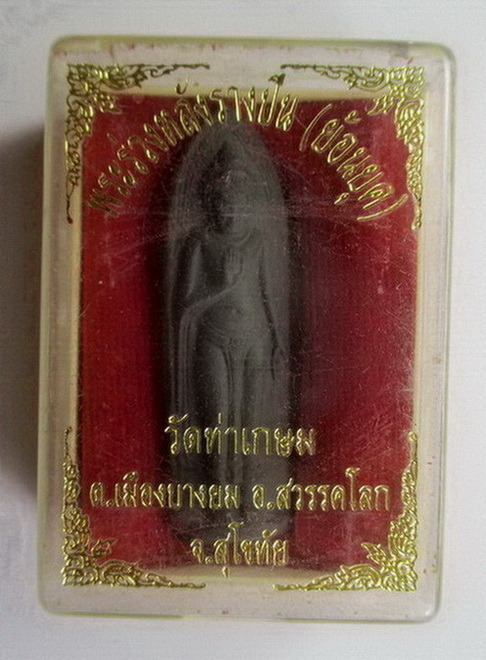 พระร่วงหลังรางปืน (ย้อนยุค)
วัดท่าเกษม
ต.เมืองบางยม อ.สวรรคโลก
จ.สุโขทัย